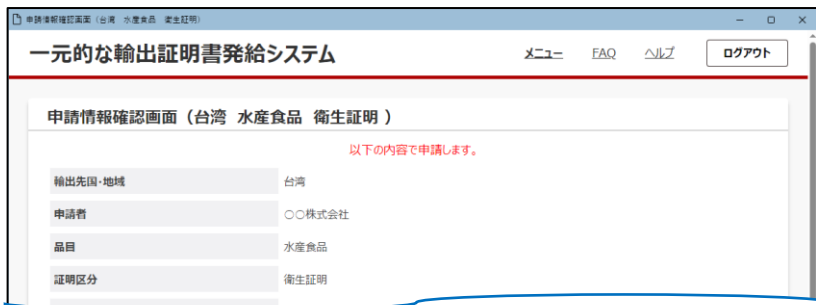 申請情報確認画面（台湾 水産食品 衛生証明）
一元的な輸出証明書発給システム
メニュー FAQ ヘルプ ログアウト
申請情報確認画面（台湾 水産食品 衛生証明 ）
以下の内容で申請します。
輸出先国・地域 台湾
申請者 ○○株式会社
品目 水産食品
証明区分 衛生証明